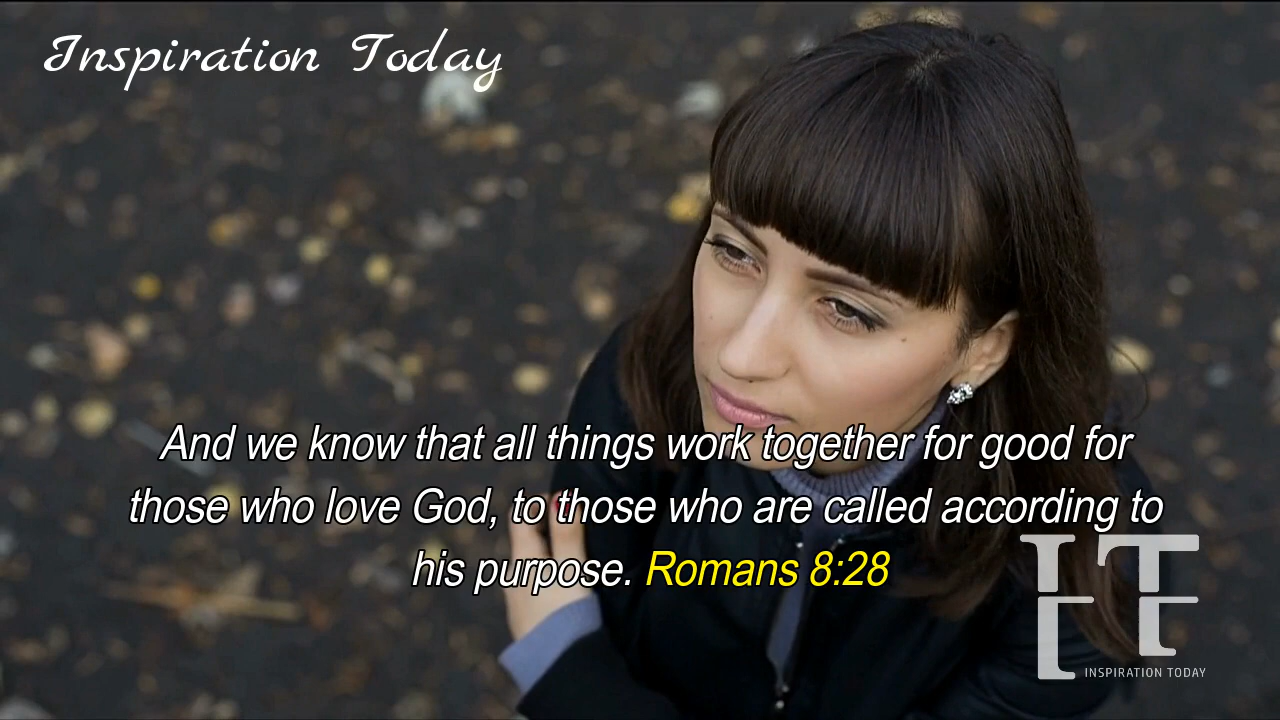 Inspiration Today
And we know that all things work together for good for
those who love God, to those who are called according to
his purpose. Romans 8:28
INSPIRATION TODAY